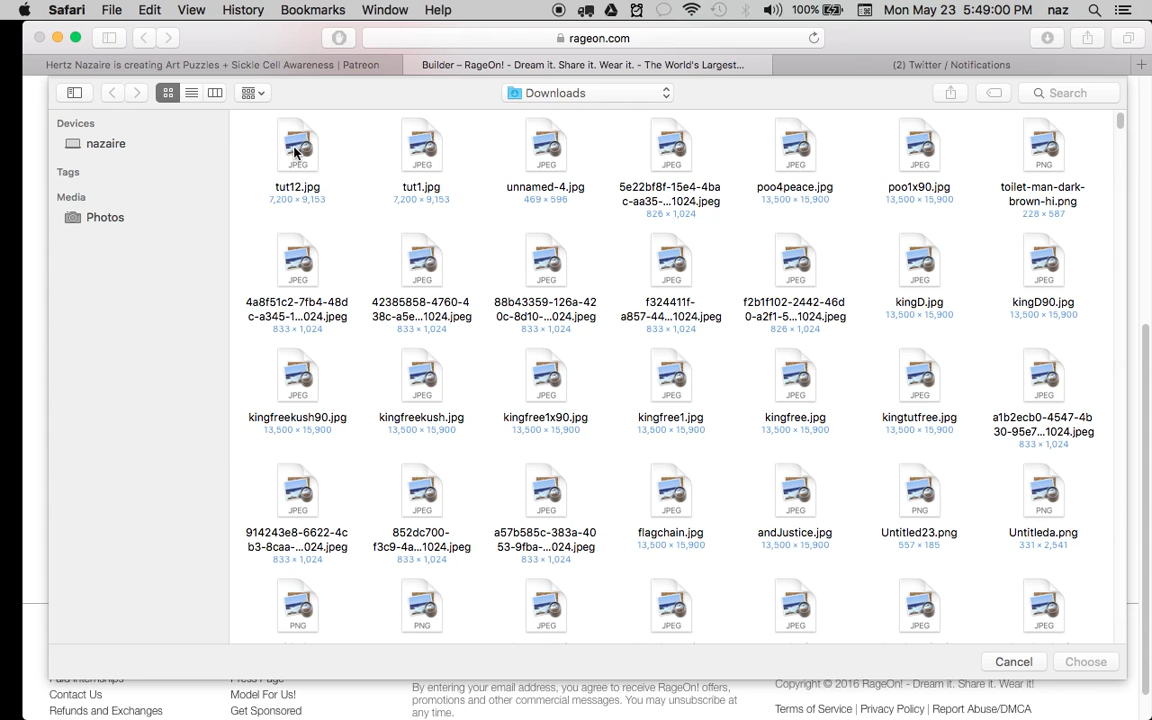 Safari File Edit View History Bookmarks Window Help 100% Mon May 23 5:49:00 PM naz
rageon.com
Hertz Nazaire is creating Art Puzzles + Sickle Cell Awareness | Patreon
Builder – RageOn! - Dream it. Share it. Wear it. - The World's Largest...
(2) Twitter / Notifications
Downloads
Search
Devices
nazaire
Tags
Media
Photos
JPEG JPEG JPEG JPEG JPEG JPEG PNG
tut12.jpg tut1.jpg unnamed-4.jpg 5e22bf8f-15e4-4ba poo4peace.jpg poo1x90.jpg toilet-man-dark-
7,200 × 9,153 7,200 × 9,153 469 × 596 c-aa35-...1024.jpeg 13,500 × 15,900 13,500 × 15,900 brown-hi.png
826 × 1,024 228 × 587
JPEG JPEG JPEG JPEG JPEG JPEG JPEG
4a8f51c2-7fb4-48d 42385858-4760-4 88b43359-126a-42 f324411f- f2b1f102-2442-46d kingD.jpg kingD90.jpg
c-a345-1...024.jpeg 38c-a5e...1024.jpeg 0c-8d10-...024.jpeg a857-44...1024.jpeg 0-a2f1-5...1024.jpeg 13,500 × 15,900 13,500 × 15,900
833 × 1,024 833 × 1,024 833 × 1,024 833 × 1,024 826 × 1,024
JPEG JPEG JPEG JPEG JPEG JPEG JPEG
kingfreekush90.jpg kingfreekush.jpg kingfree1x90.jpg kingfree1.jpg kingfree.jpg kingtutfree.jpg a1b2ecb0-4547-4b
13,500 × 15,900 13,500 × 15,900 13,500 × 15,900 13,500 × 15,900 13,500 × 15,900 13,500 × 15,900 30-95e7...1024.jpeg
833 × 1,024
JPEG JPEG JPEG JPEG JPEG PNG PNG
914243e8-6622-4c 852dc700- a57b585c-383a-40 flagchain.jpg andJustice.jpg Untitled23.png Untitleda.png
b3-8caa-...024.jpeg f3c9-4a...1024.jpeg 53-9fba-...024.jpeg 13,500 × 15,900 13,500 × 15,900 557 × 185 331 × 2,541
833 × 1,024 833 × 1,024 833 × 1,024
PNG PNG JPEG JPEG JPEG JPEG JPEG
Cancel Choose
Contact Us
Refunds and Exchanges
Model For Us!
Get Sponsored
By entering your email address, you agree to receive RageOn! offers,
promotions and other commercial messages. You may unsubscribe at
any time.
Copyright © 2016 RageOn! - Dream it. Share it. Wear it!
Terms of Service | Privacy Policy | Report Abuse/DMCA